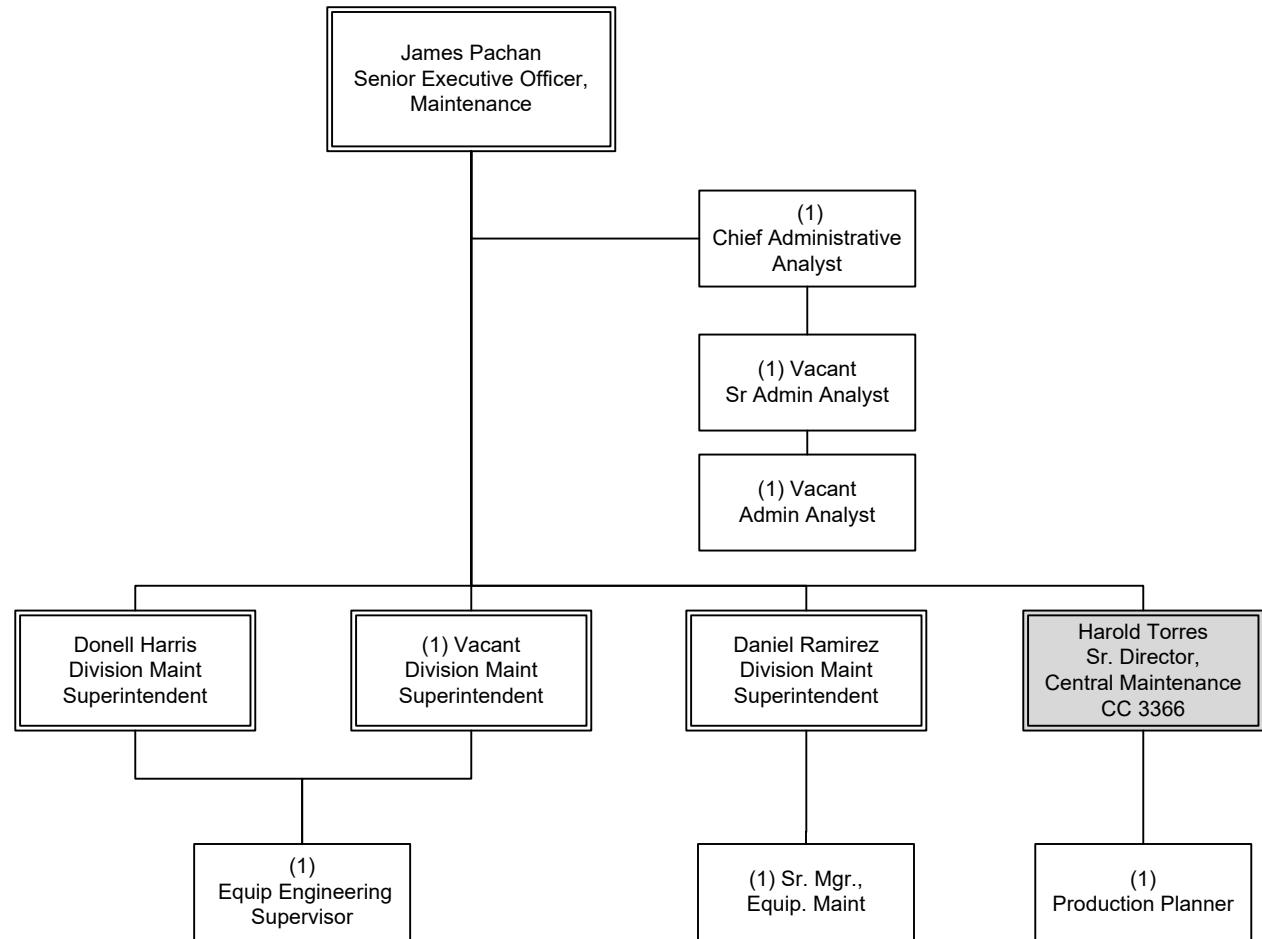 James Pachan
Senior Executive Officer,
Maintenance
(1)
Chief Administrative
Analyst
(1) Vacant
Sr Admin Analyst
(1) Vacant
Admin Analyst
Donell Harris
Division Maint
Superintendent
(1) Vacant
Division Maint
Superintendent
Daniel Ramirez
Division Maint
Superintendent
Harold Torres
Sr. Director,
Central Maintenance
CC 3366
(1)
Equip Engineering
Supervisor
(1) Sr. Mgr.,
Equip. Maint
(1)
Production Planner